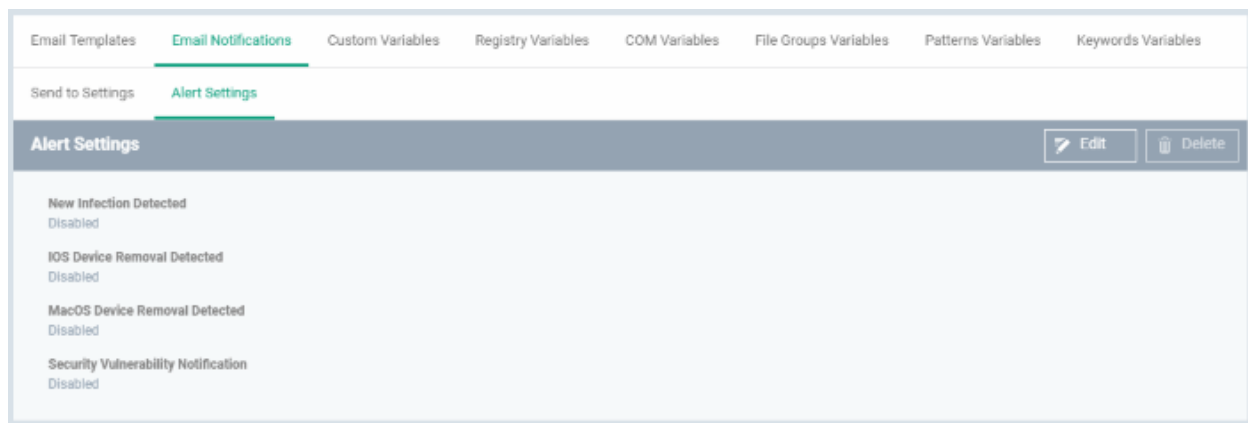 Email Templates Email Notifications Custom Variables Registry Variables COM Variables File Groups Variables Patterns Variables Keywords Variables
Send to Settings Alert Settings
Alert Settings Edit Delete
New Infection Detected
Disabled
IOS Device Removal Detected
Disabled
MacOS Device Removal Detected
Disabled
Security Vulnerability Notification
Disabled